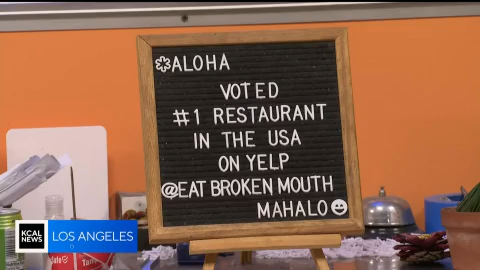 *ALOHA
VOTED
#1 RESTAURANT
IN THE USA
ON YELP
@EAT BROKEN MOUTH
MAHALO
KCAL
NEWS
LOS ANGELES